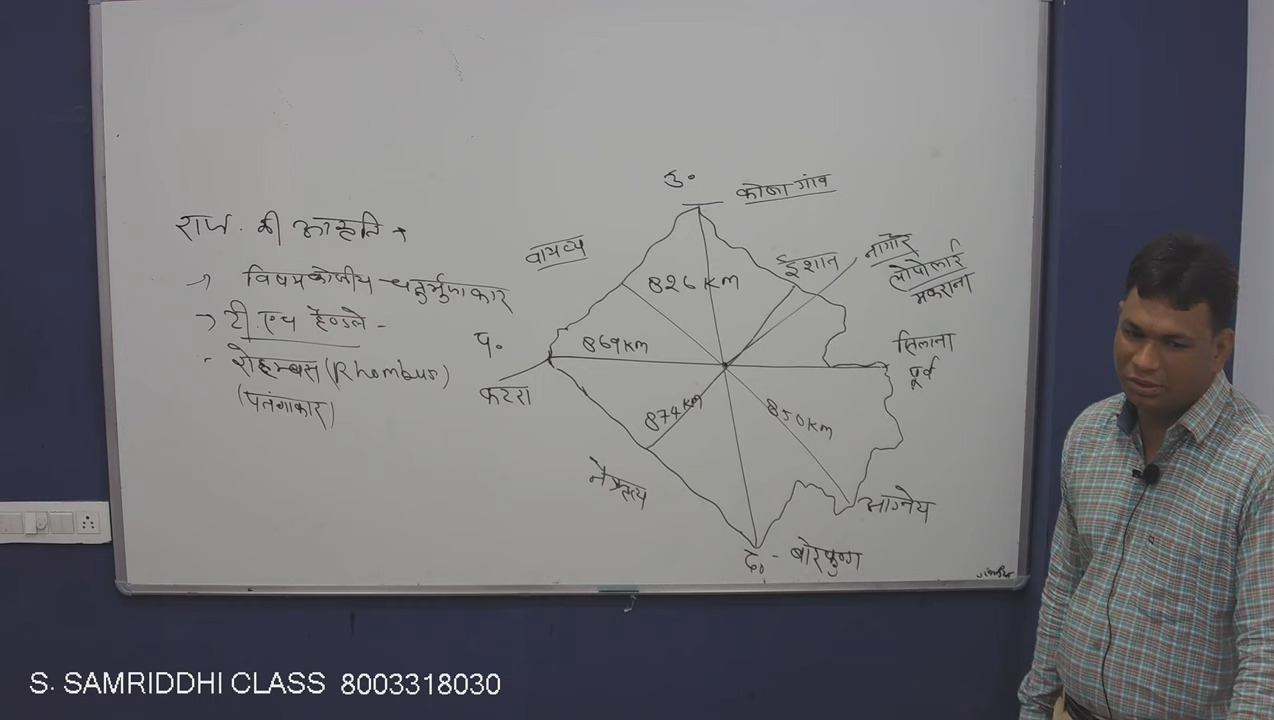 उ.
कोणा गांव
राज. की आकृति →
वायव्य
ईशान
नागौर
लोपोलाई
मकराना
→ विषमकोणीय-चतुर्भुजाकार
826 Km
→ टी. एच हेण्डले -
प.
869 Km
सिलाना
पूर्व
रोहम्बस (Rhombus)
(पतंगाकार)
कटरा
874 Km
850 Km
नैऋत्य
आग्नेय
द. - बोरकुण्डा
S. SAMRIDDHI CLASS 8003318030